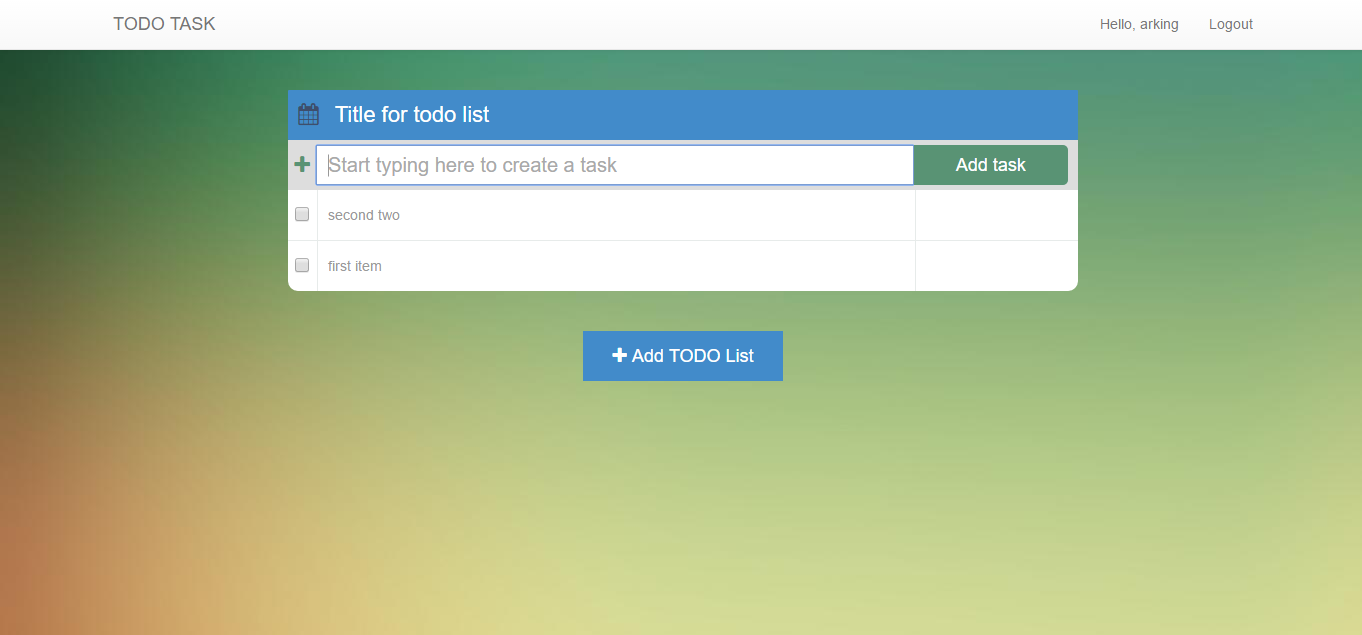 TODO TASK
Hello, arking
Logout
Title for todo list
Start typing here to create a task
Add task
second two
first item
Add TODO List